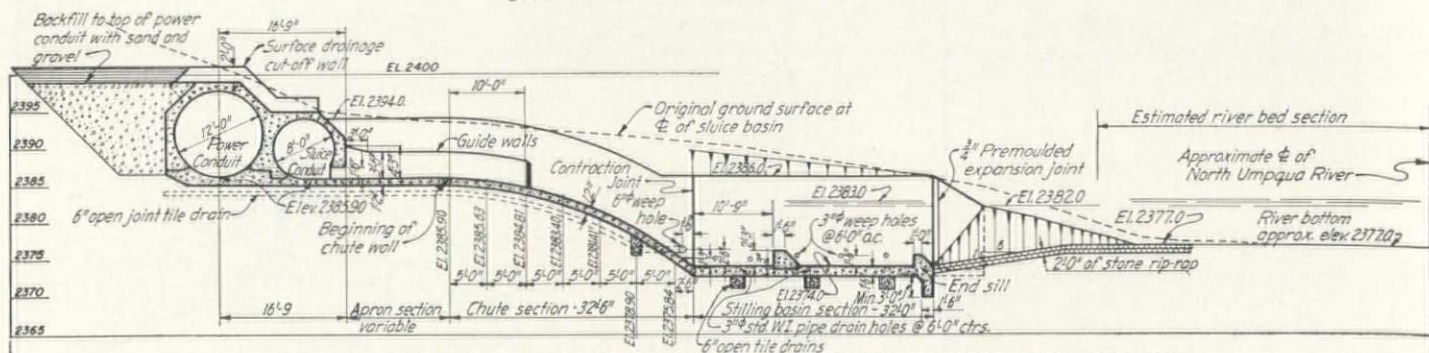 Backfill to top of power
conduit with sand and
gravel
16'-9"
2'-0"
Surface drainage
cut-off wall
EL.2400
10'-0"
Original ground surface at
℄ of sluice basin
Estimated river bed section
2395
2390
2385
2380
2375
2370
2365
El.2394.0
12'-0"
Power
Conduit
8'-0"
Sluice
Conduit
Guide walls
Contraction
Joint
6"φ weep
hole
El.2386.0
El.2383.0
3/4" Premoulded
expansion joint
Approximate ℄ of
North Umpqua River
El.2382.0
El.2377.0
River bottom
approx. elev. 2377.0
6" open joint tile drain
Elev. 2385.90
Beginning of
chute wall
12"
10'-9"
1'-6"
3"φ weep holes
@ 6'-0" o.c.
1'-0"
El.2385.90
El.2385.63
El.2384.81
El.2383.40
5'-0"
5'-0"
5'-0"
5'-0"
5'-0"
5'-0"
El.2378.90
El.2375.84
El.2374.0
2'-0" of stone rip-rap
End sill
Min. 3'-0"
1'-6"
16'-9
Apron section
variable
Chute section - 32'-6"
Stilling basin section - 32'-0"
3"φ std. W.I. pipe drain holes @ 6'-0" ctrs.
6" open tile drains